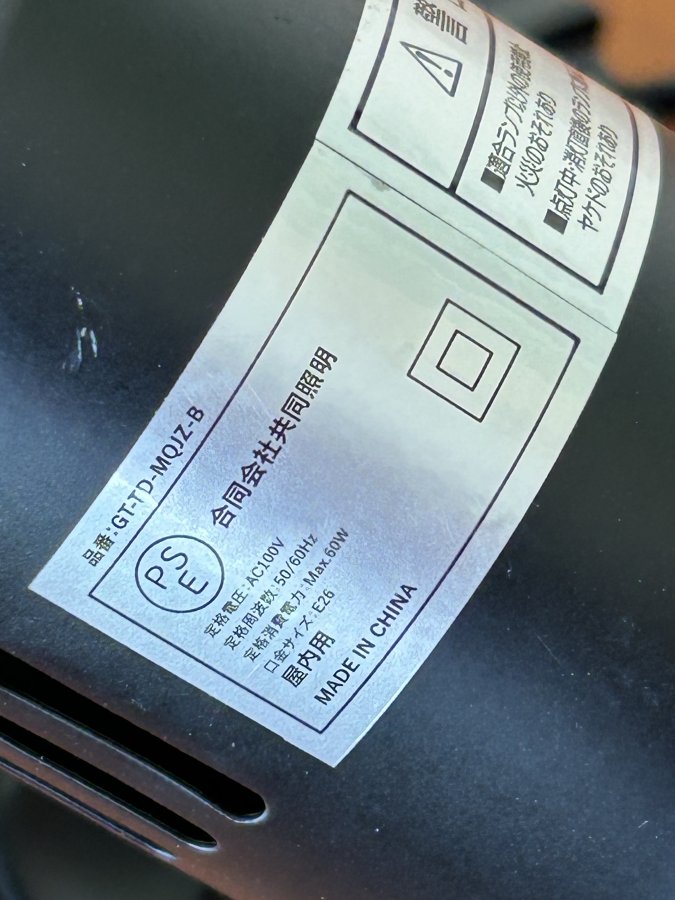 警告
■適合ランプ以外の使用禁止
火災のおそれあり
■点灯中・消灯直後のランプ
ヤケドのおそれあり
品番:GT-TD-MQJZ-B
PSE
合同会社共同照明
定格電圧:AC100V
定格周波数:50/60Hz
定格消費電力:Max.60W
口金サイズ:E26
屋内用
MADE IN CHINA